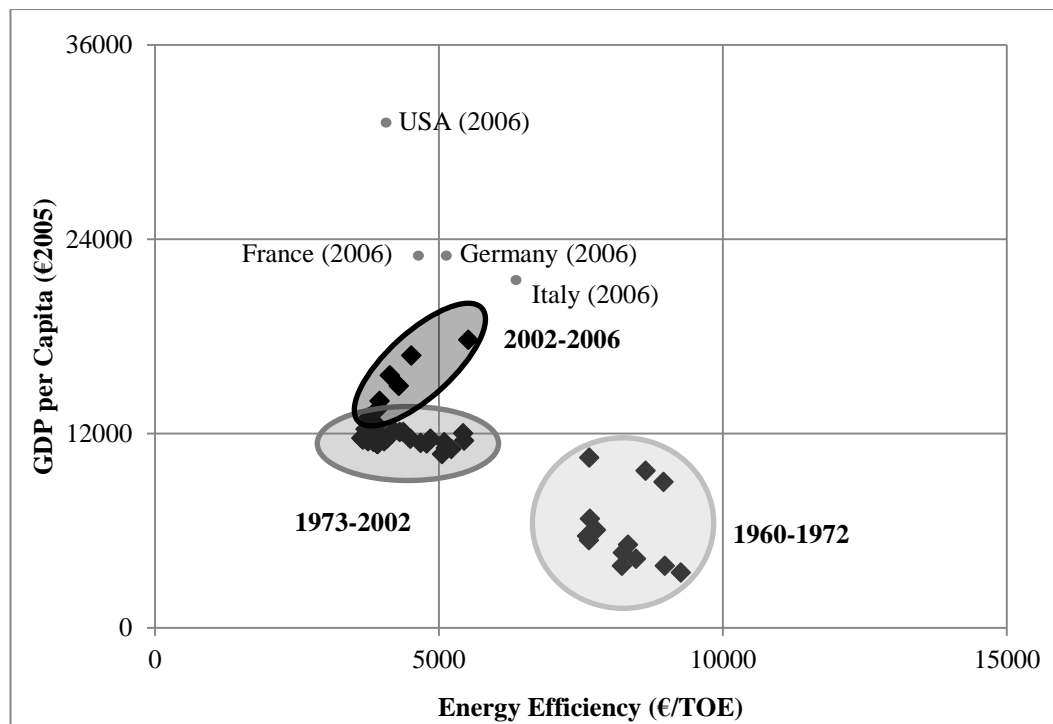 36000
USA (2006)
24000
France (2006)
Germany (2006)
Italy (2006)
2002-2006
GDP per Capita (€2005)
12000
1973-2002
1960-1972
0
0
5000
10000
15000
Energy Efficiency (€/TOE)